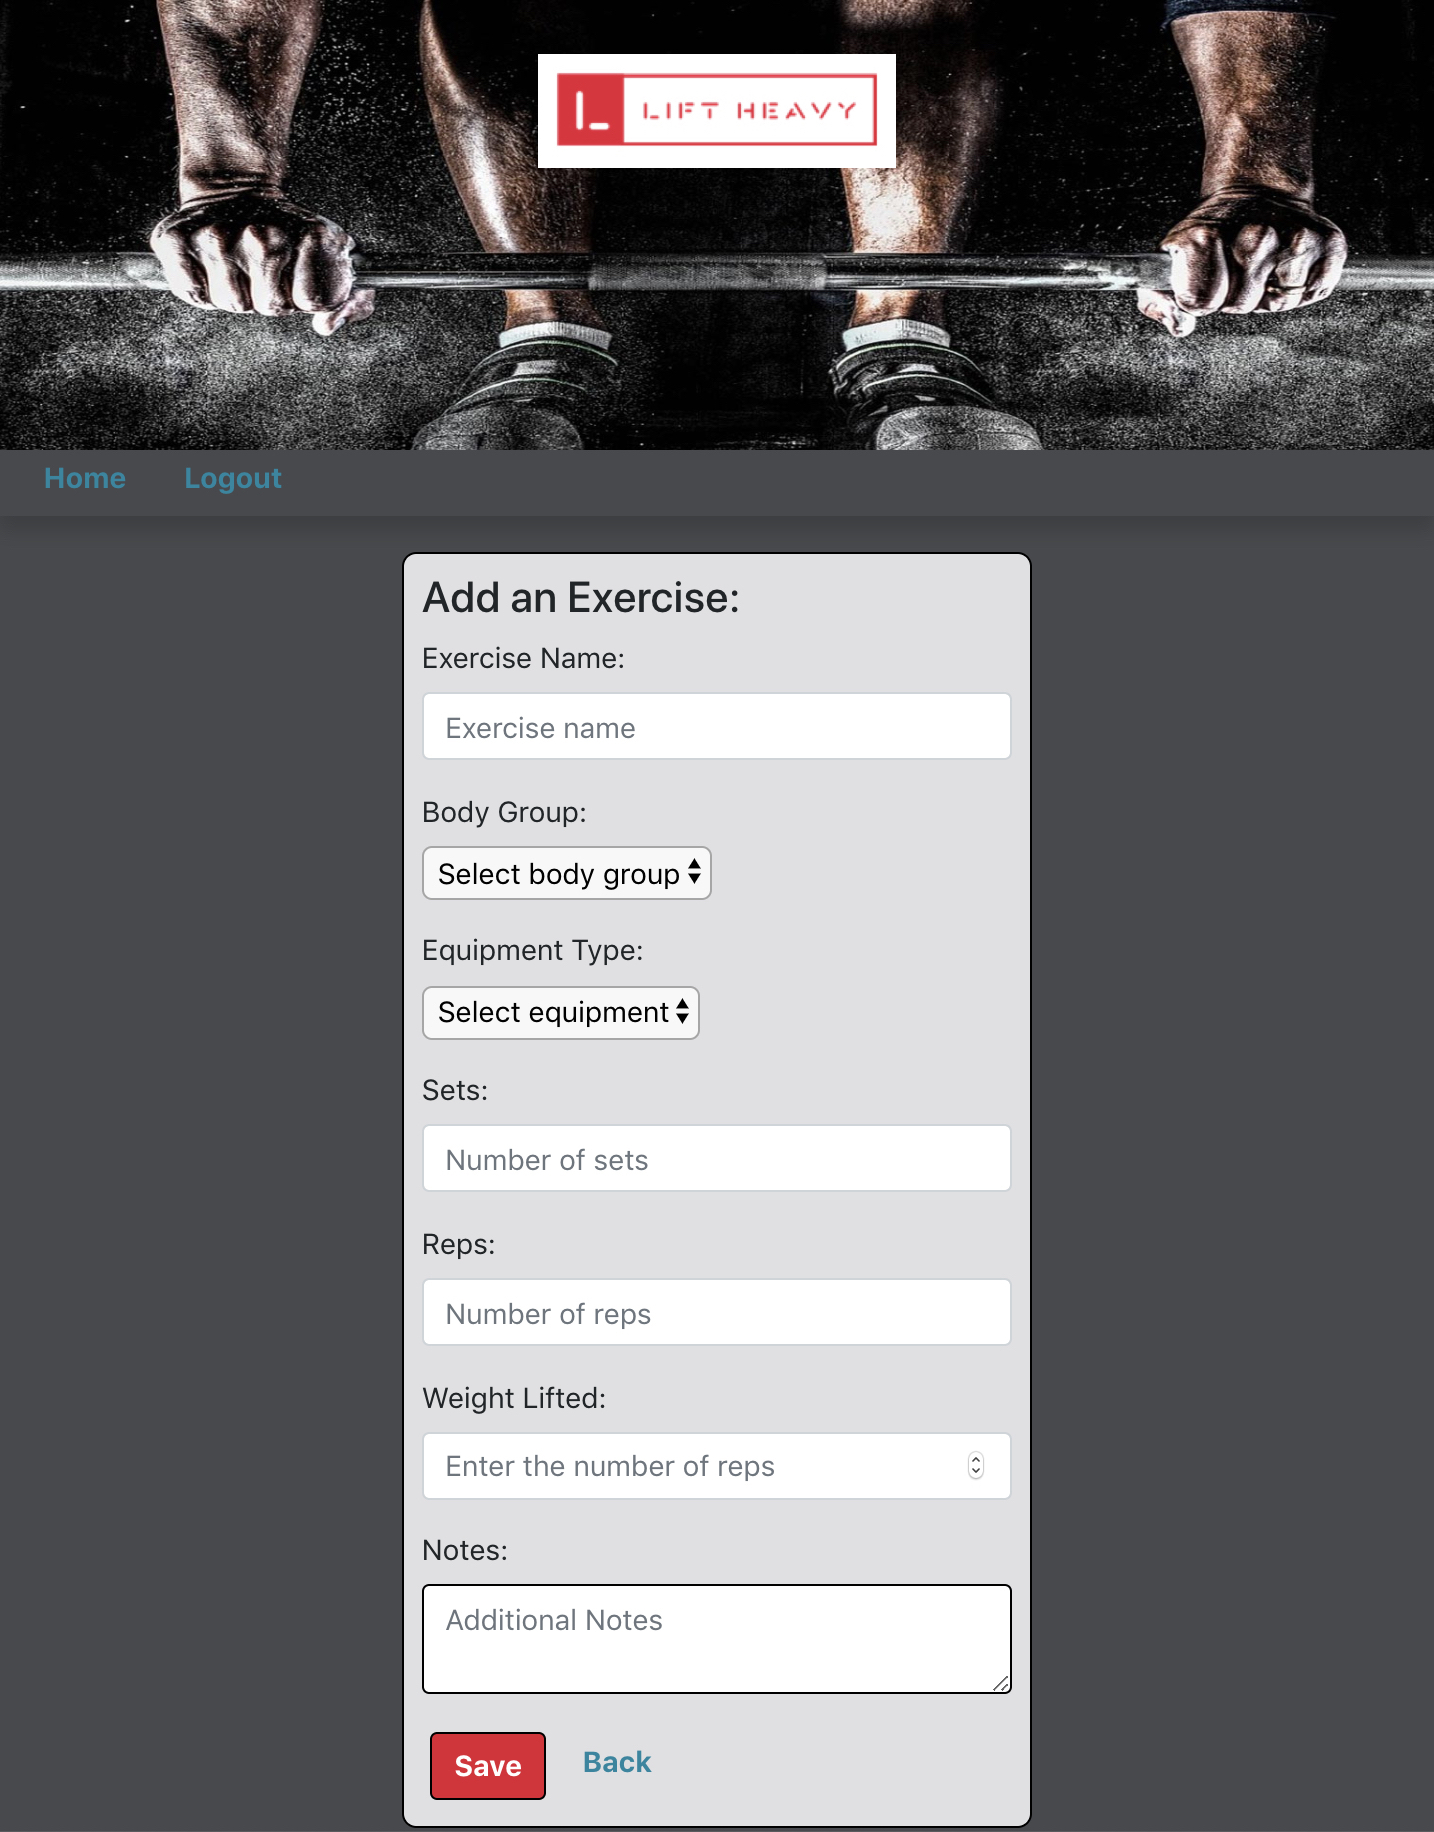 L LIFT HEAVY
Home Logout
Add an Exercise:
Exercise Name:
Exercise name
Body Group:
Select body group
Equipment Type:
Select equipment
Sets:
Number of sets
Reps:
Number of reps
Weight Lifted:
Enter the number of reps
Notes:
Additional Notes
Save Back